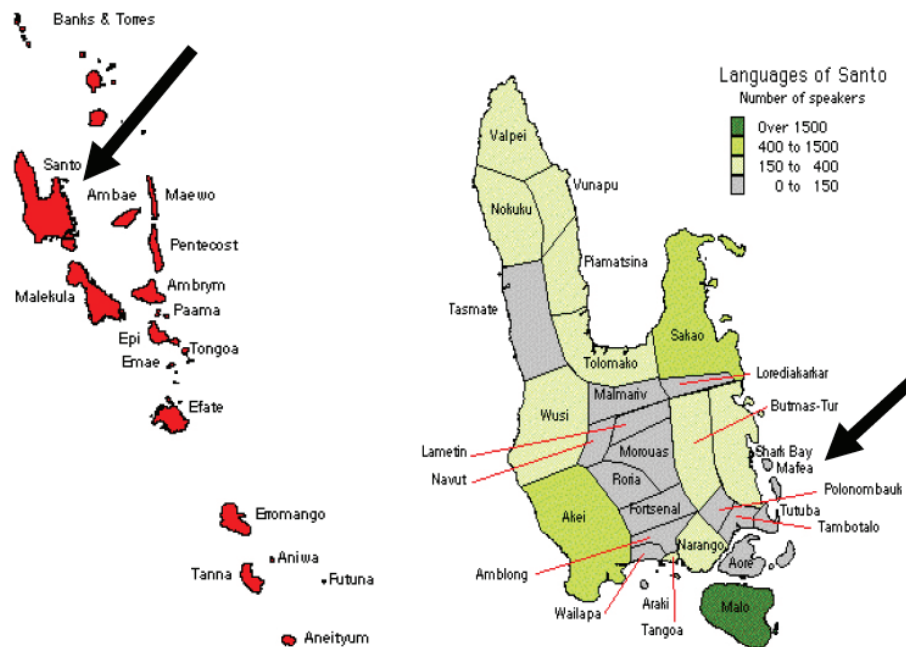 Banks & Torres
Santo
Ambae
Maewo
Pentecost
Malekula
Ambrym
Paama
Epi
Tongoa
Emae
Efate
Erromango
Aniwa
Tanna
Futuna
Aneityum
Languages of Santo
Number of speakers
Over 1500
400 to 1500
150 to 400
0 to 150
Valpei
Vunapu
Nokuku
Piamatsina
Tasmate
Sakao
Tolomako
Lorediakarkar
Malmariv
Wusi
Butmas-Tur
Lametin
Morouas
Shark Bay
Mafea
Navut
Roria
Polonombauk
Akei
Fortsenal
Tutuba
Tambotalo
Narango
Amblong
Aore
Wailapa
Araki
Tangoa
Malo